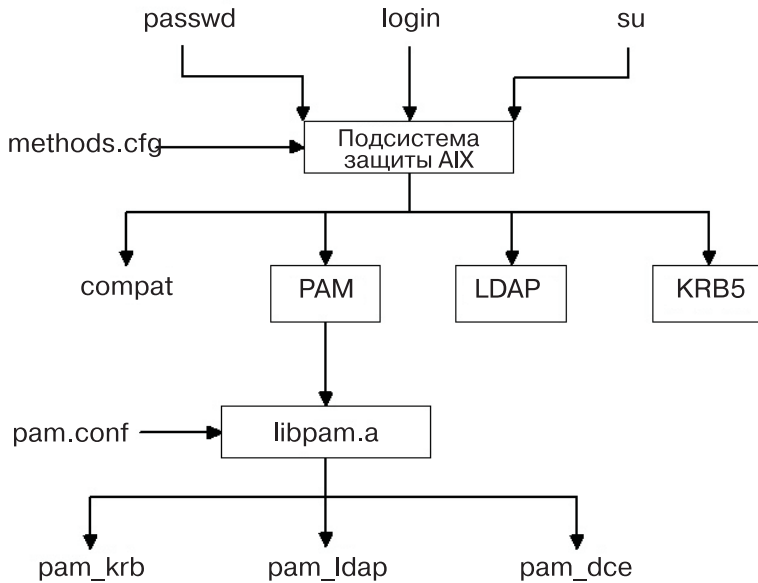 passwd
login
su
methods.cfg
Подсистема
защиты AIX
compat
PAM
LDAP
KRB5
pam.conf
libpam.a
pam_krb
pam_ldap
pam_dce